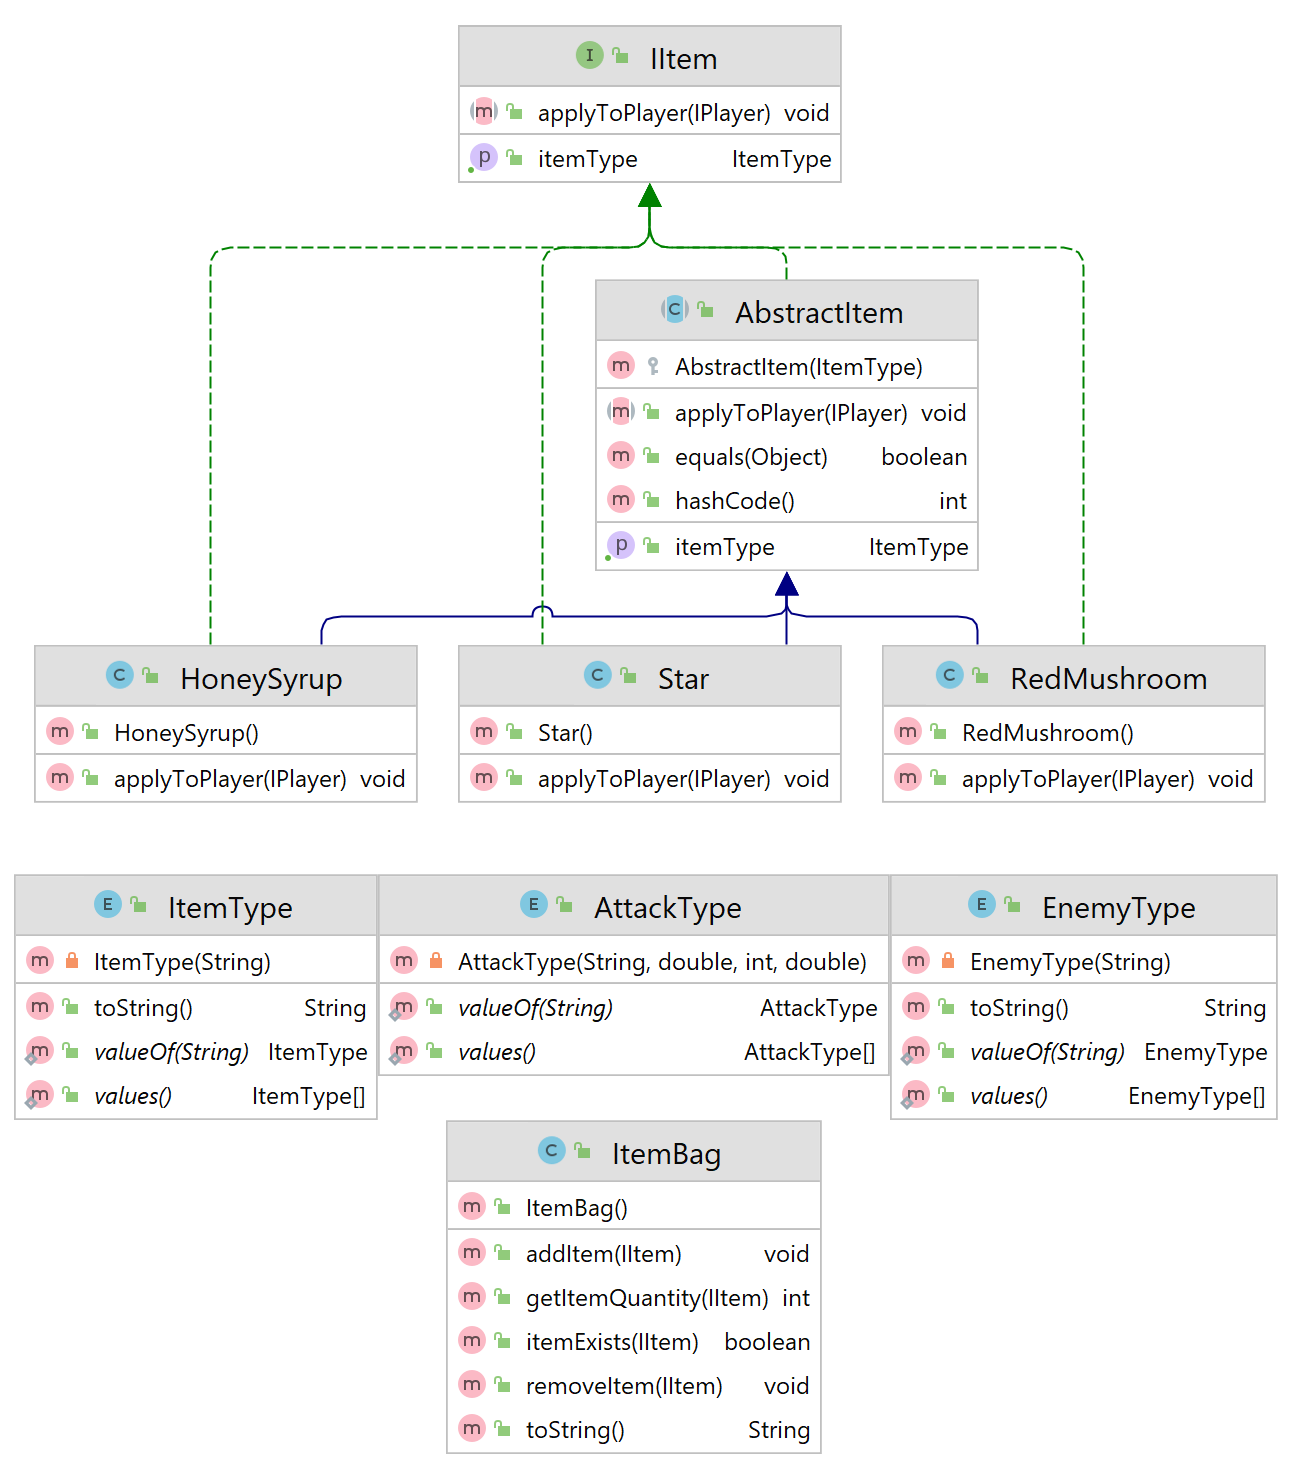 I IItem
m applyToPlayer(IPlayer) void
p itemType ItemType
C AbstractItem
m AbstractItem(ItemType)
m applyToPlayer(IPlayer) void
m equals(Object) boolean
m hashCode() int
p itemType ItemType
C HoneySyrup
m HoneySyrup()
m applyToPlayer(IPlayer) void
C Star
m Star()
m applyToPlayer(IPlayer) void
C RedMushroom
m RedMushroom()
m applyToPlayer(IPlayer) void
E ItemType
m ItemType(String)
m toString() String
m valueOf(String) ItemType
m values() ItemType[]
E AttackType
m AttackType(String, double, int, double)
m valueOf(String) AttackType
m values() AttackType[]
E EnemyType
m EnemyType(String)
m toString() String
m valueOf(String) EnemyType
m values() EnemyType[]
C ItemBag
m ItemBag()
m addItem(IItem) void
m getItemQuantity(IItem) int
m itemExists(IItem) boolean
m removeItem(IItem) void
m toString() String